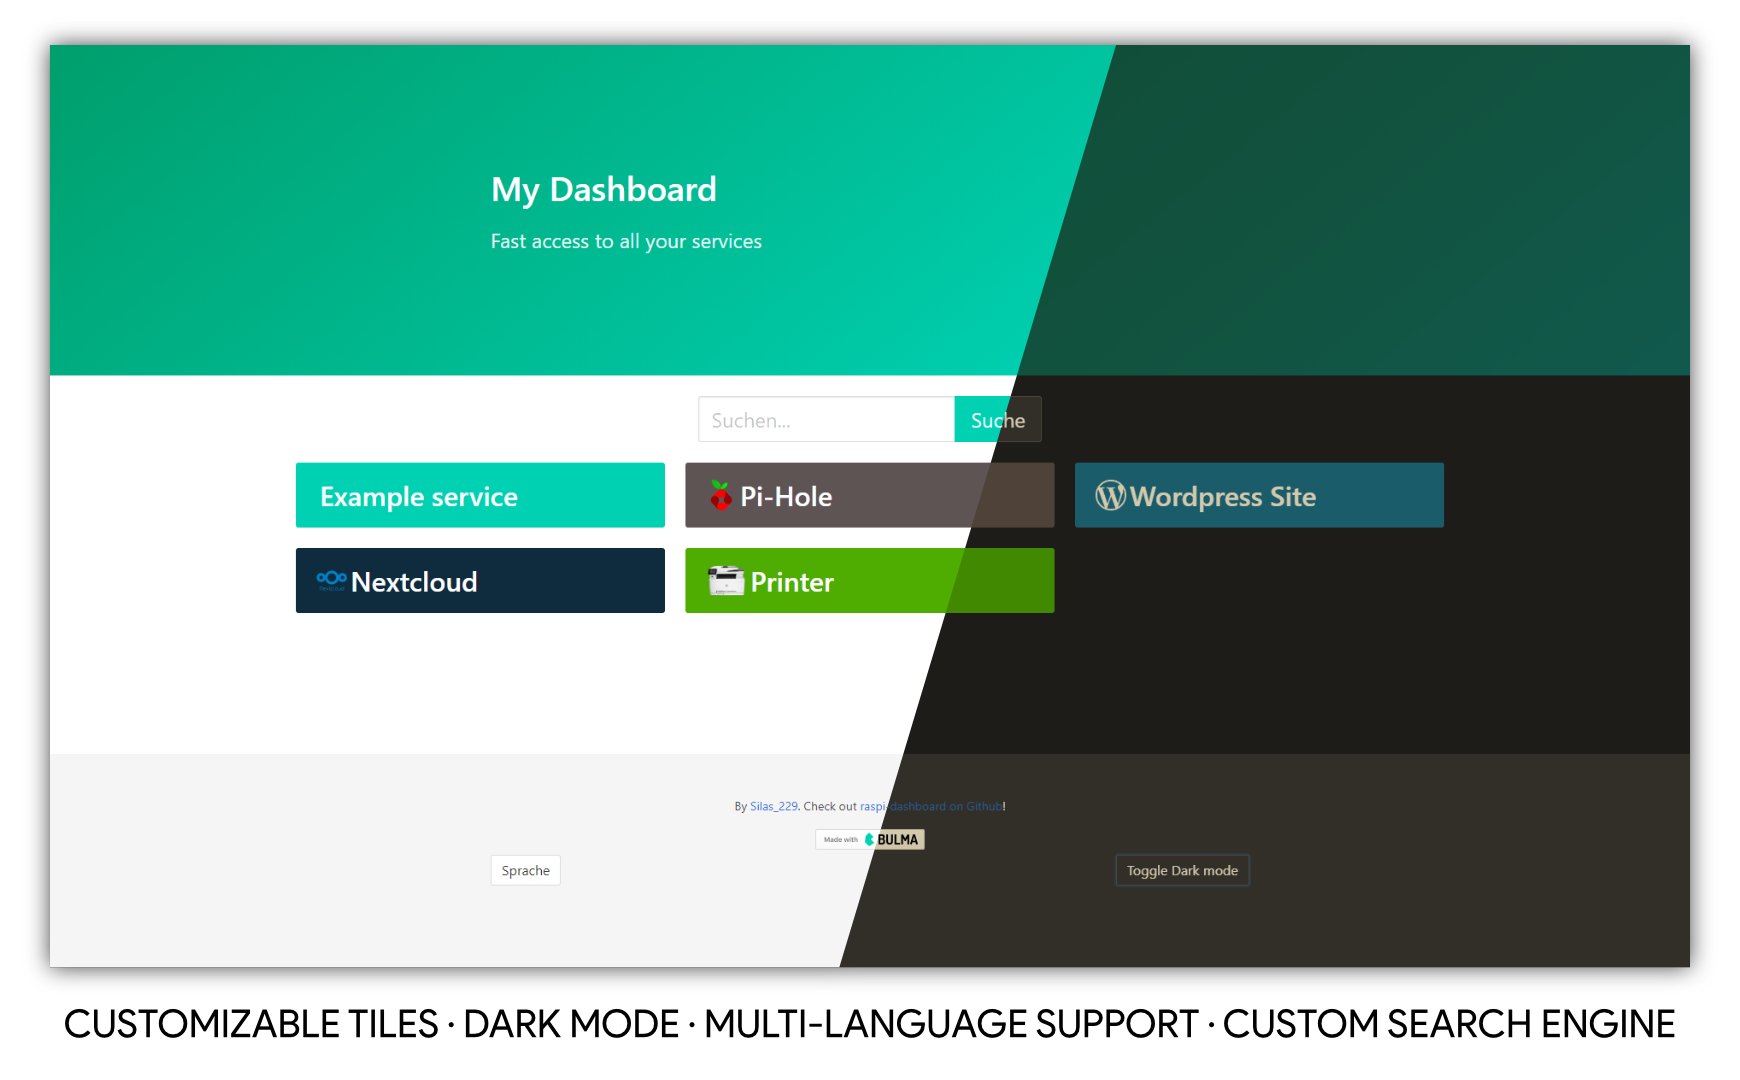 My Dashboard
Fast access to all your services
Suchen...
Suche
Example service
Pi-Hole
Wordpress Site
Nextcloud
Printer
By Silas_229. Check out raspi-dashboard on Github!
Made with BULMA
Sprache
Toggle Dark mode
CUSTOMIZABLE TILES · DARK MODE · MULTI-LANGUAGE SUPPORT · CUSTOM SEARCH ENGINE